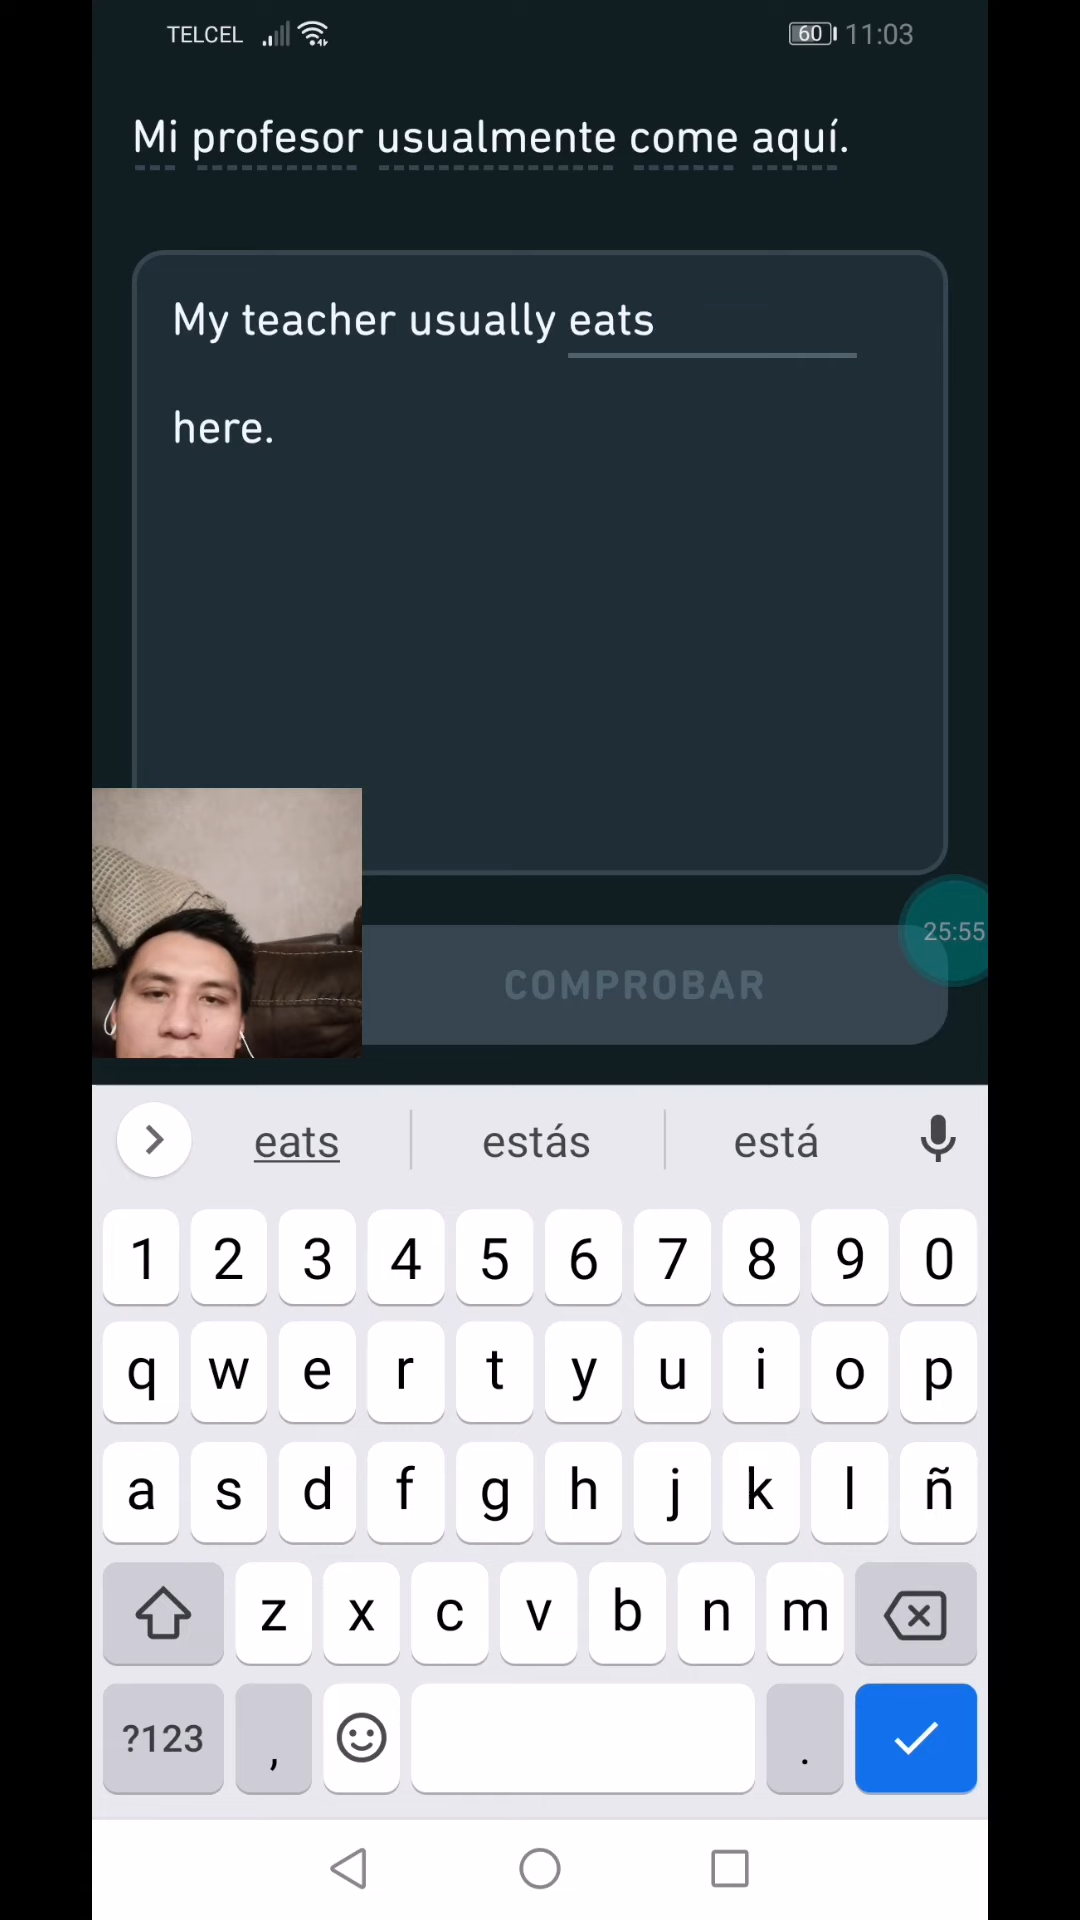 TELCEL 60 11:03
Mi profesor usualmente come aquí.
My teacher usually eats
here.
25:55
COMPROBAR
eats estás está
1 2 3 4 5 6 7 8 9 0
q w e r t y u i o p
a s d f g h j k l ñ
z x c v b n m
?123 , .